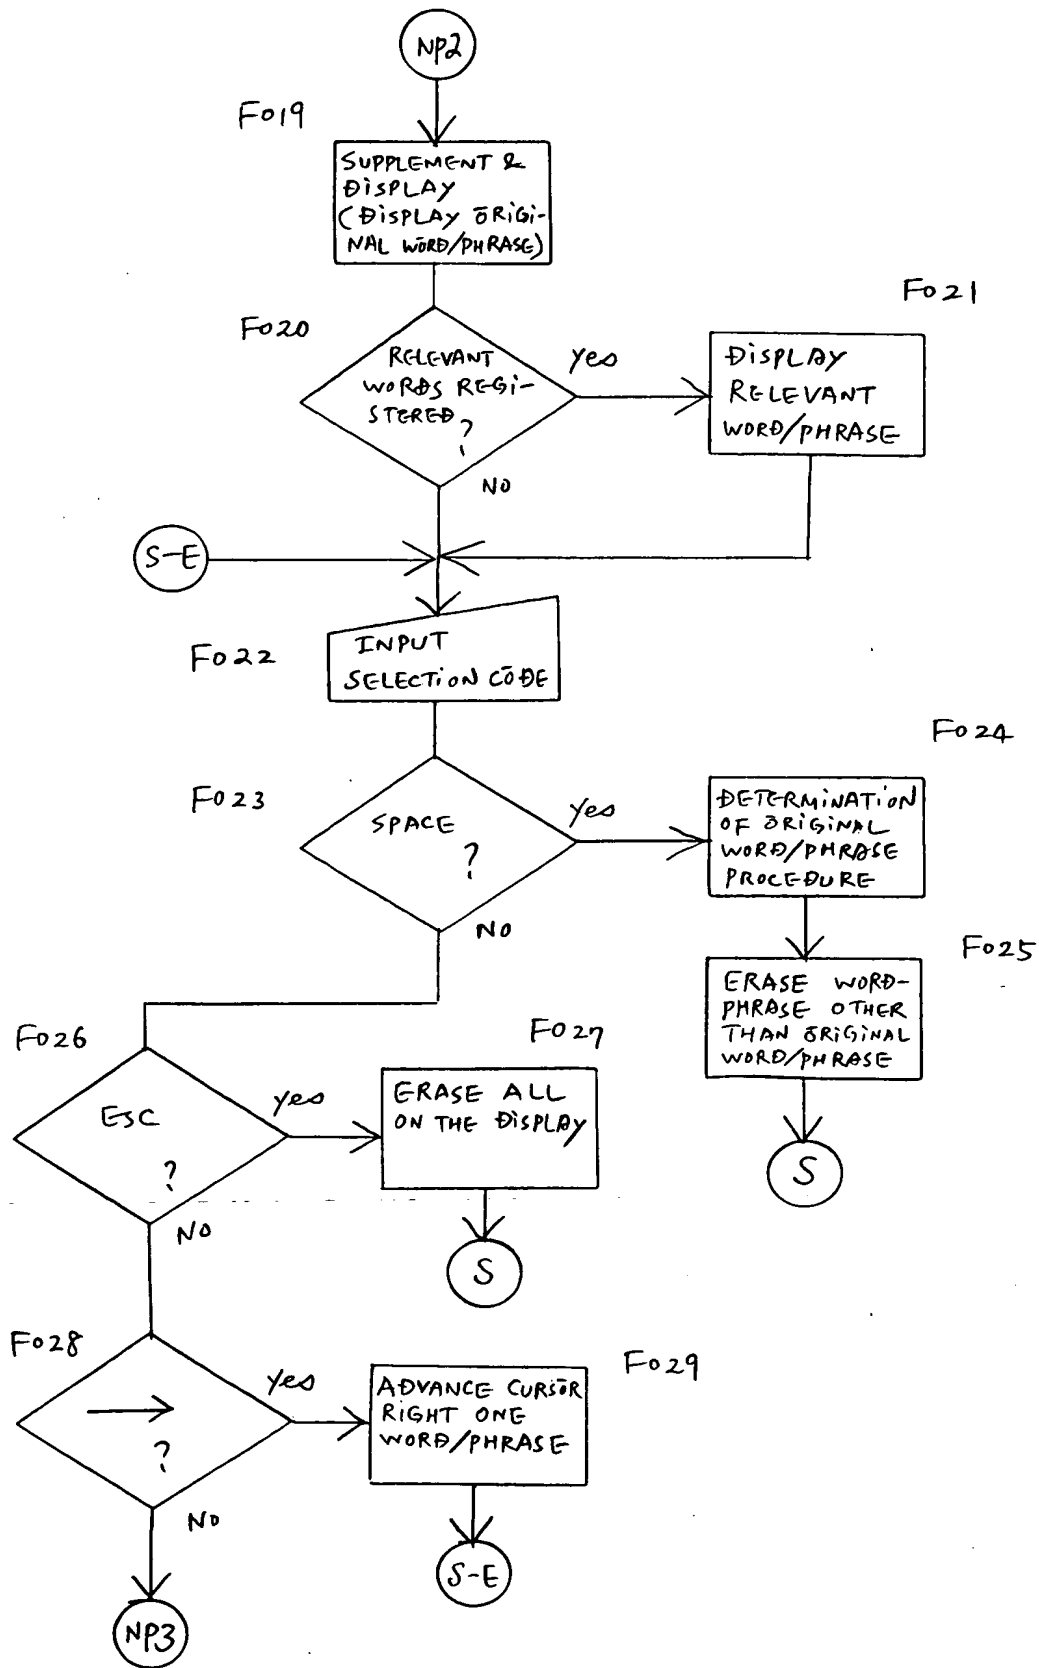 NP2
F019
SUPPLEMENT &
DISPLAY
(DISPLAY ORIGI-
NAL WORD/PHRASE)
F020
RELEVANT
WORDS REGI-
STERED
?
yes
NO
F021
DISPLAY
RELEVANT
WORD/PHRASE
S-E
F022
INPUT
SELECTION CODE
F023
SPACE
?
yes
NO
F024
DETERMINATION
OF ORIGINAL
WORD/PHRASE
PROCEDURE
F025
ERASE WORD-
PHRASE OTHER
THAN ORIGINAL
WORD/PHRASE
S
F026
ESC
?
yes
NO
F027
ERASE ALL
ON THE DISPLAY
S
F028
→
?
yes
NO
F029
ADVANCE CURSOR
RIGHT ONE
WORD/PHRASE
S-E
NP3